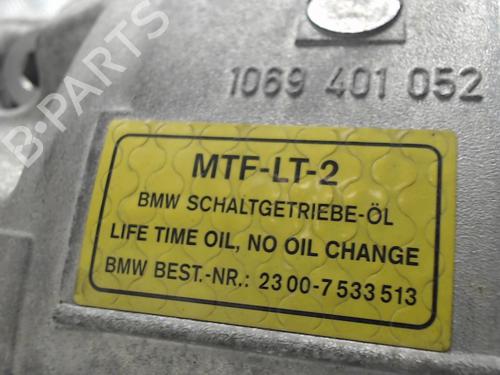 B-PARTS
1069 401 052
MTF-LT-2
BMW SCHALTGETRIEBE-ÖL
LIFE TIME OIL, NO OIL CHANGE
BMW BEST.-NR.: 23 00-7 533 513